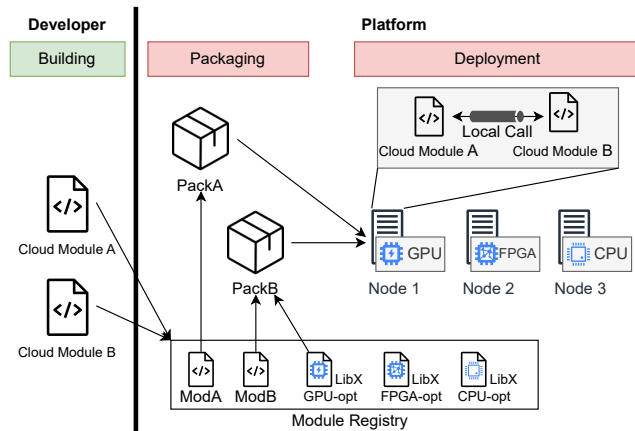 Developer
Platform
Building
Packaging
Deployment
Local Call
Cloud Module A
Cloud Module B
PackA
Cloud Module A
PackB
GPU
FPGA
CPU
Node 1
Node 2
Node 3
Cloud Module B
ModA
ModB
LibX
GPU-opt
LibX
FPGA-opt
LibX
CPU-opt
Module Registry